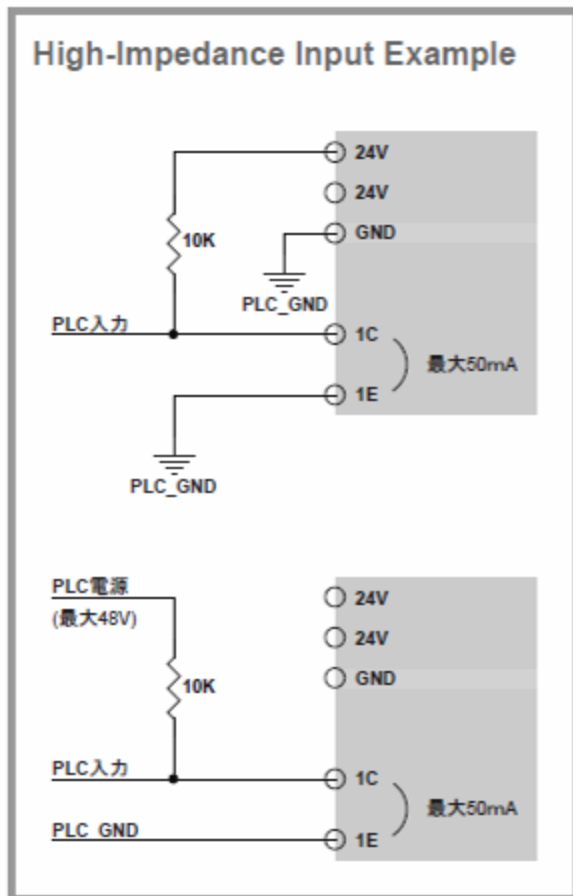 High-Impedance Input Example
24V
24V
10K
GND
PLC_GND
PLC入力
1C
最大50mA
1E
PLC_GND
PLC電源
(最大48V)
24V
24V
10K
GND
PLC入力
1C
最大50mA
PLC GND
1E